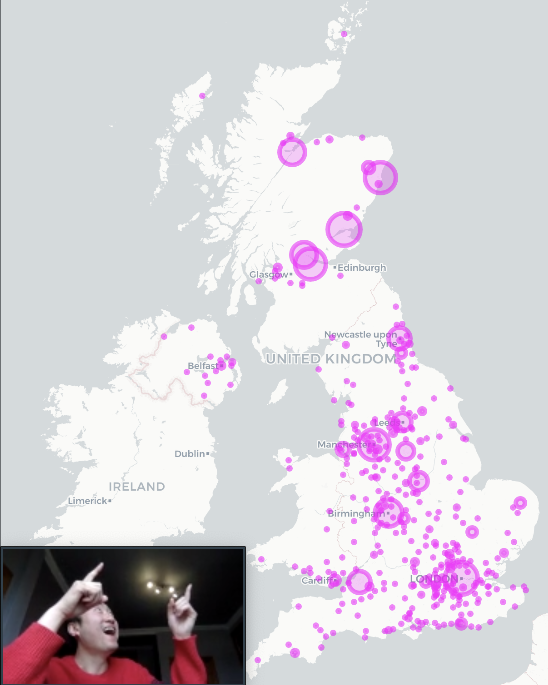 Glasgow
Edinburgh
Newcastle upon
Tyne
UNITED KINGDOM
Belfast
Leeds
Manchester
Dublin
IRELAND
Limerick
Birmingham
Cardiff
LONDON